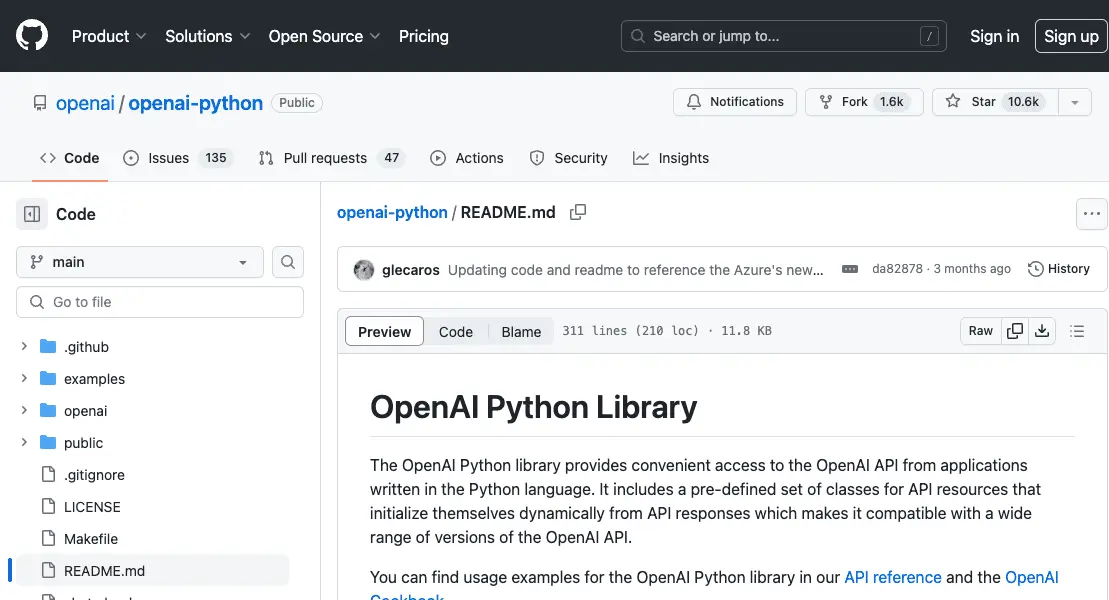 Product Solutions Open Source Pricing Search or jump to... / Sign in Sign up
openai / openai-python Public Notifications Fork 1.6k Star 10.6k
Code Issues 135 Pull requests 47 Actions Security Insights
Code
main
Go to file
.github
examples
openai
public
.gitignore
LICENSE
Makefile
README.md
openai-python / README.md
glecaros Updating code and readme to reference the Azure's new... da82878 · 3 months ago History
Preview Code Blame 311 lines (210 loc) · 11.8 KB Raw
OpenAI Python Library
The OpenAI Python library provides convenient access to the OpenAI API from applications
written in the Python language. It includes a pre-defined set of classes for API resources that
initialize themselves dynamically from API responses which makes it compatible with a wide
range of versions of the OpenAI API.
You can find usage examples for the OpenAI Python library in our API reference and the OpenAI